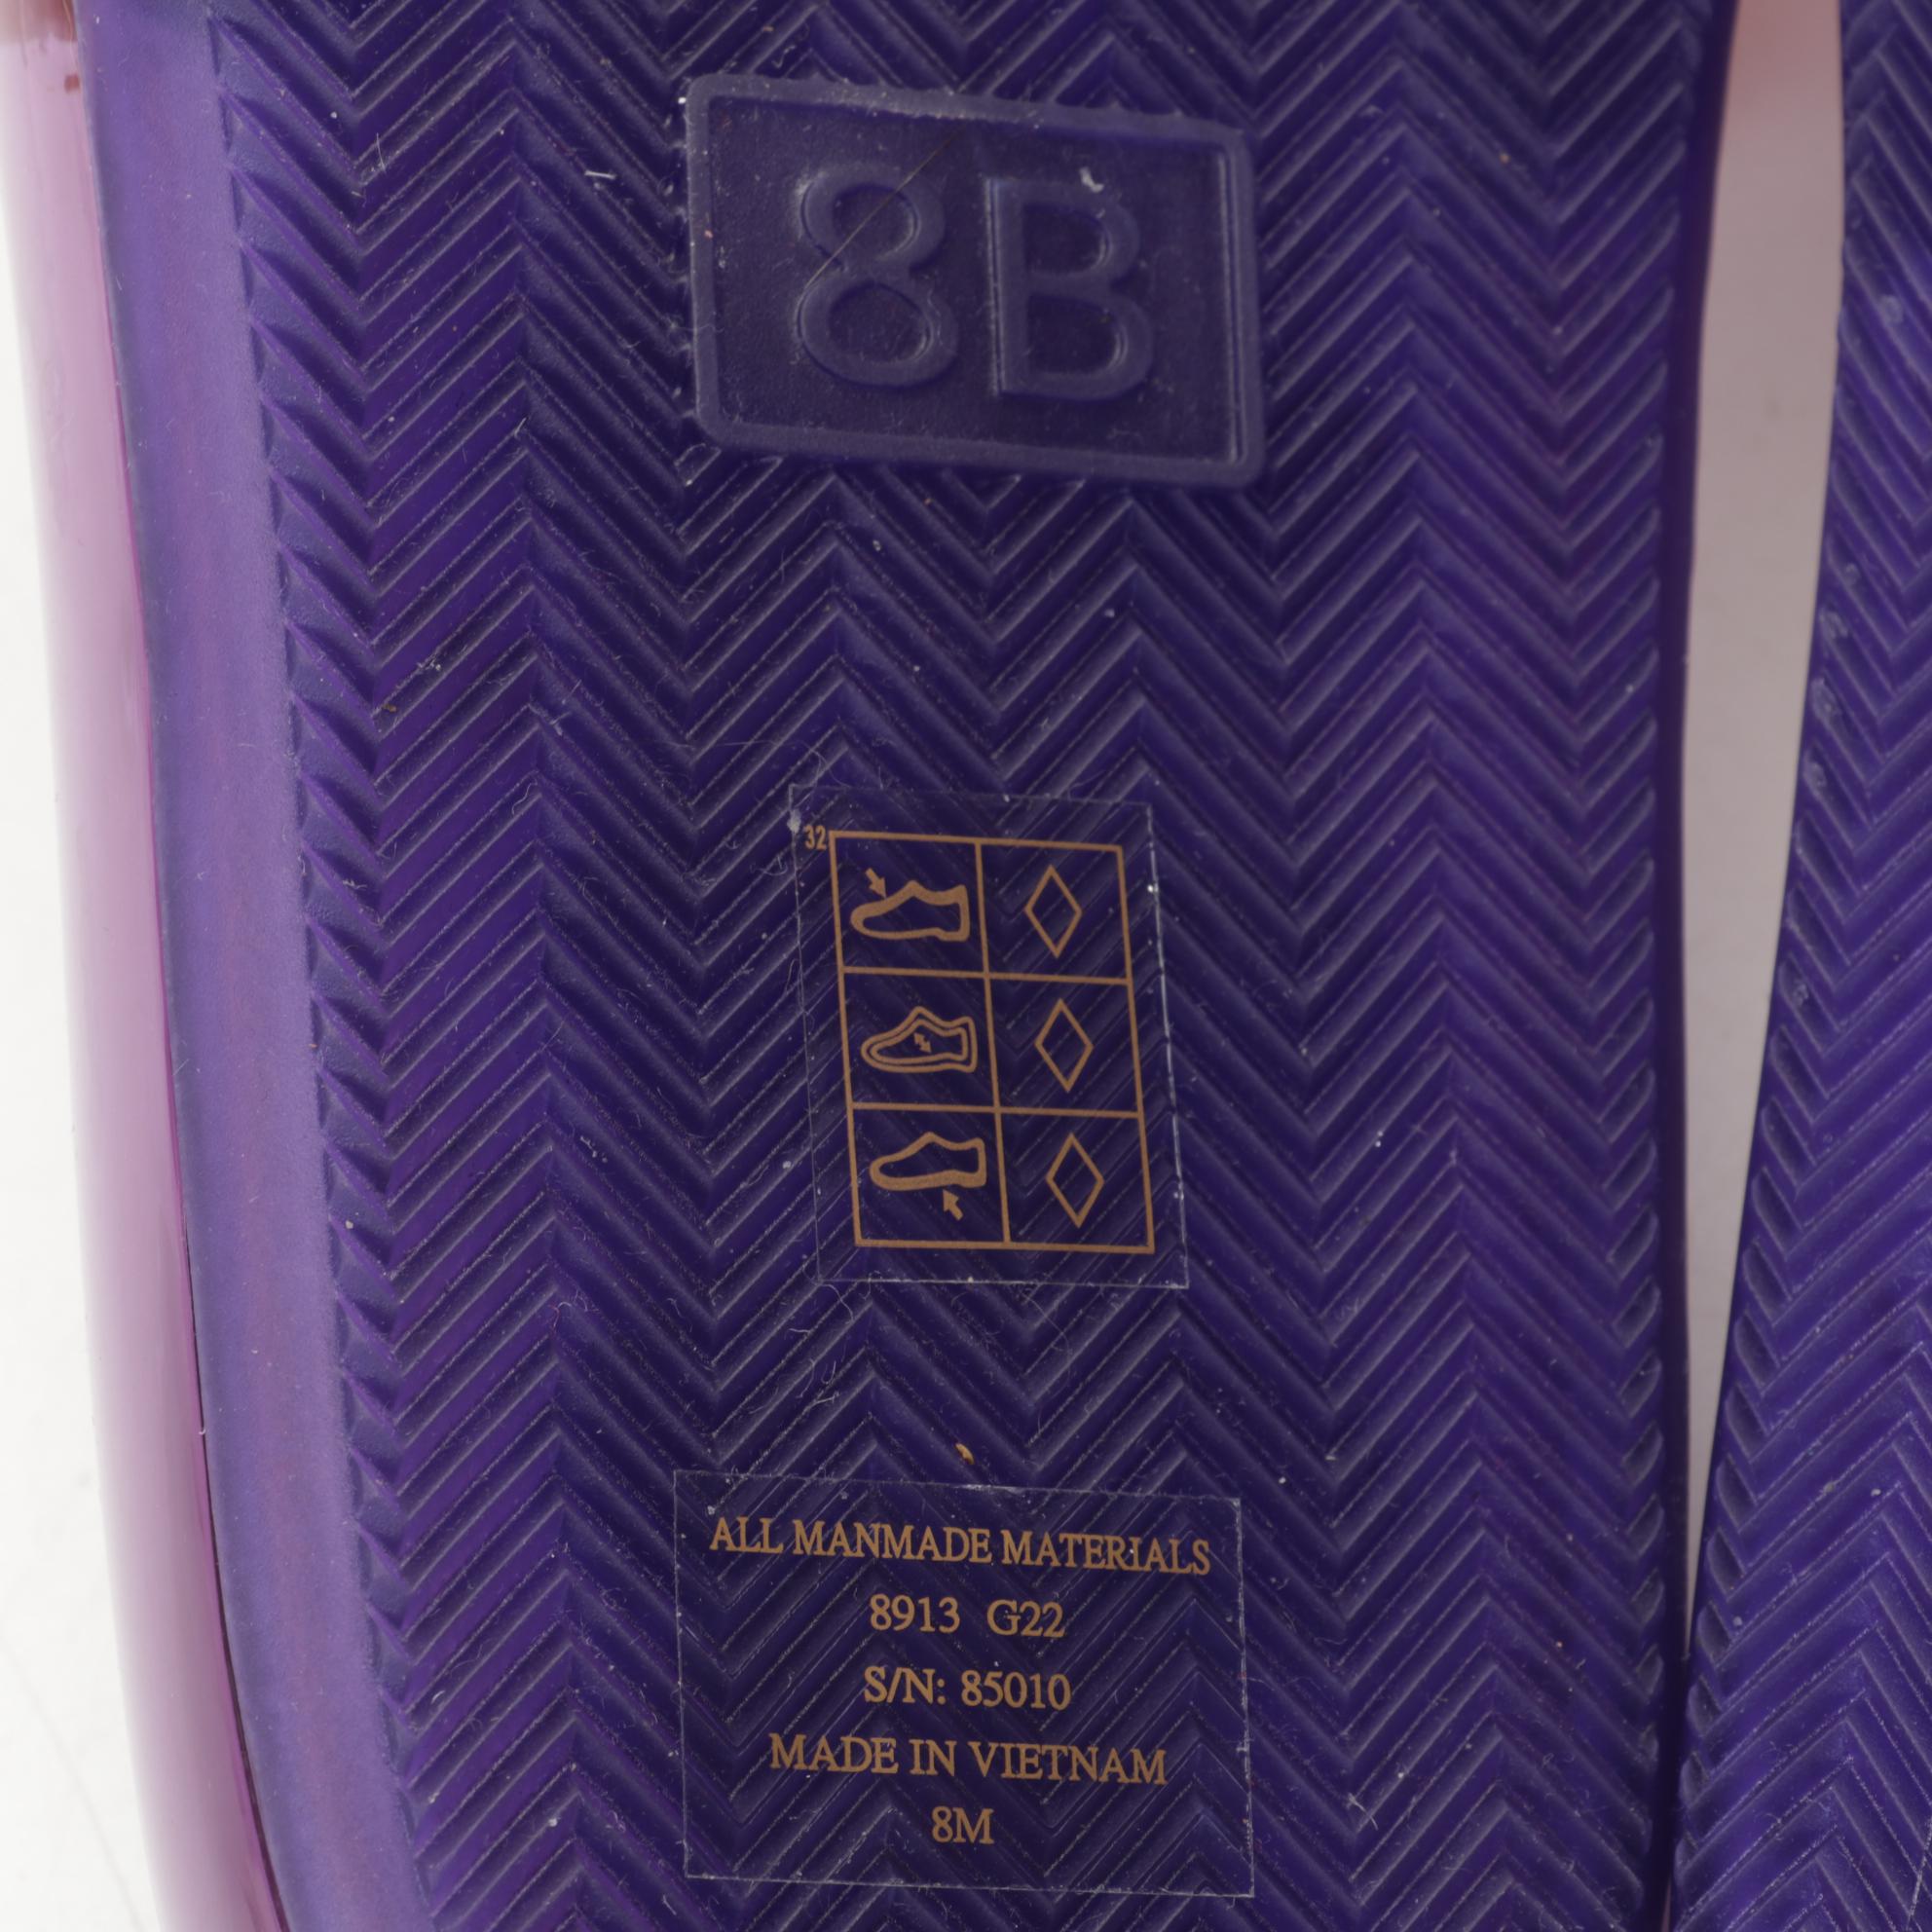 8B
32
ALL MANMADE MATERIALS
8913 G22
S/N: 85010
MADE IN VIETNAM
8M